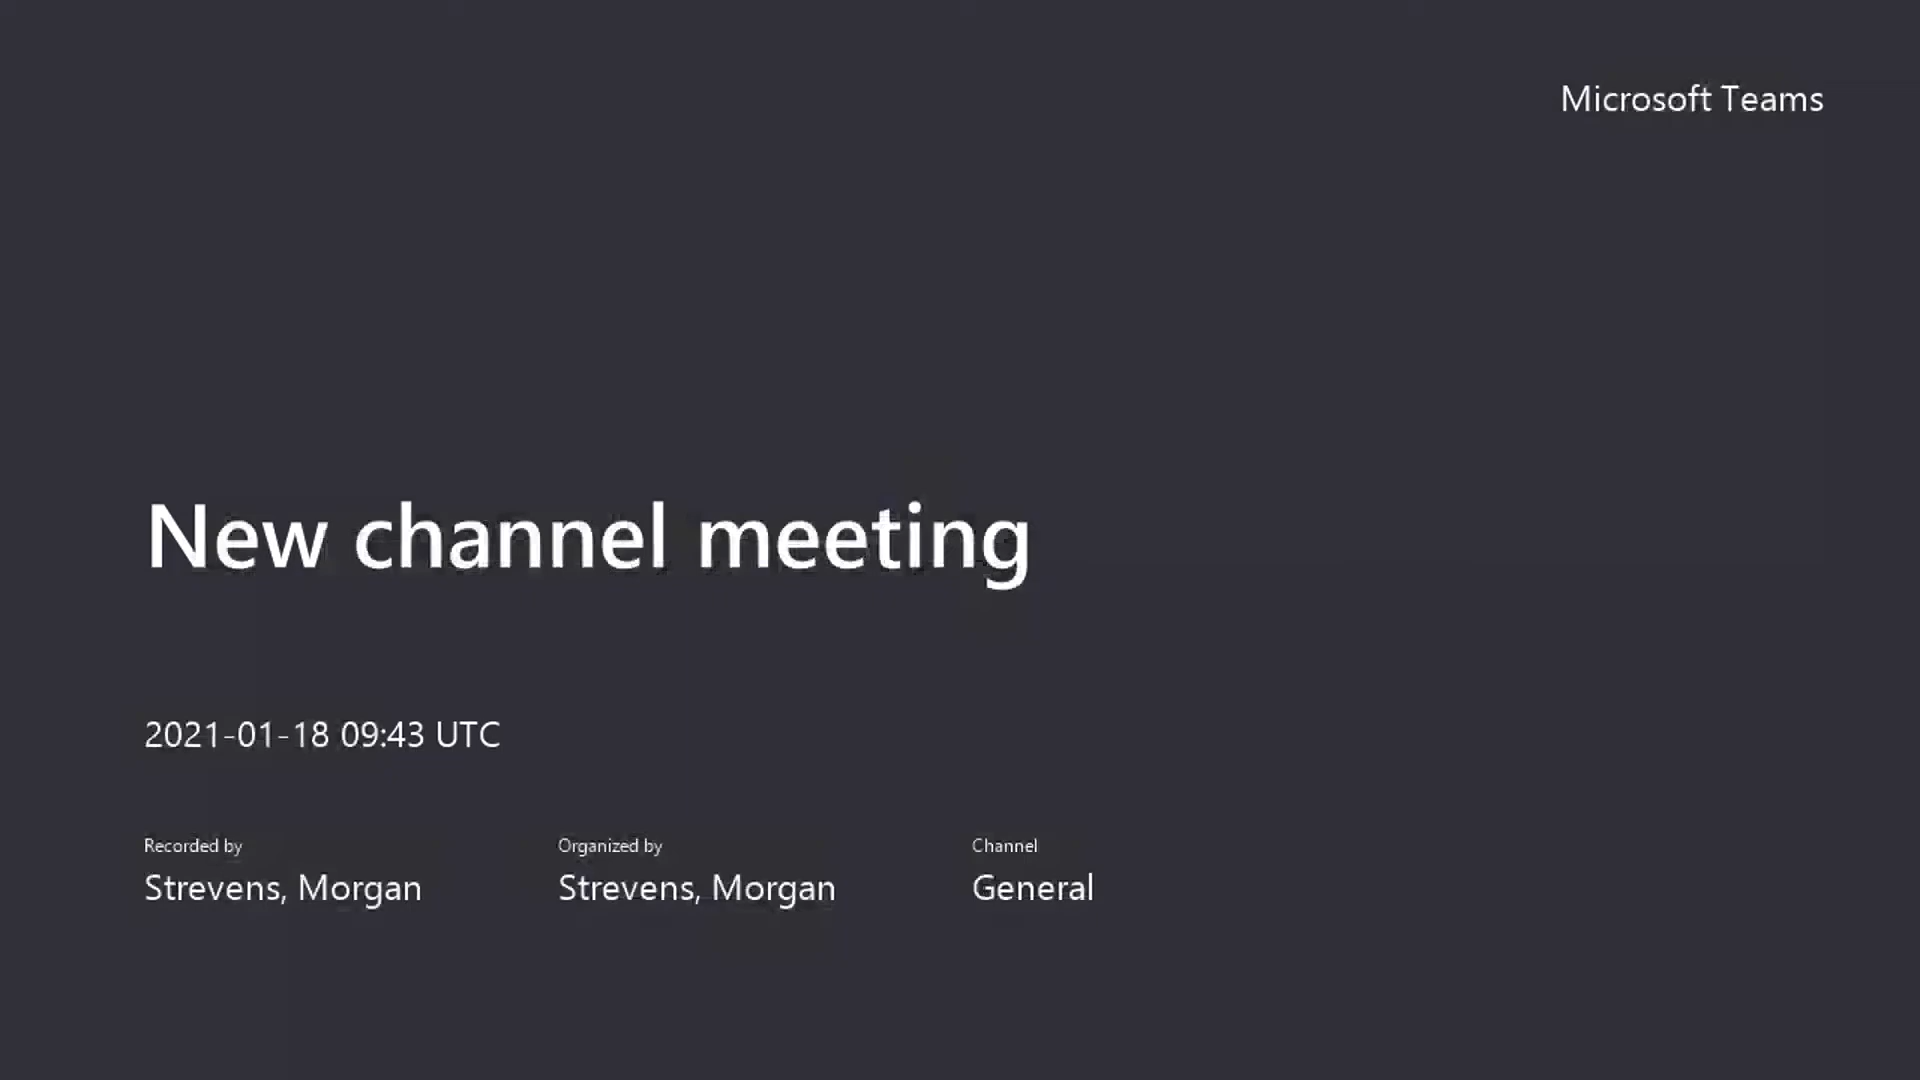 Microsoft Teams
New channel meeting
2021-01-18 09:43 UTC
Recorded by
Strevens, Morgan
Organized by
Strevens, Morgan
Channel
General